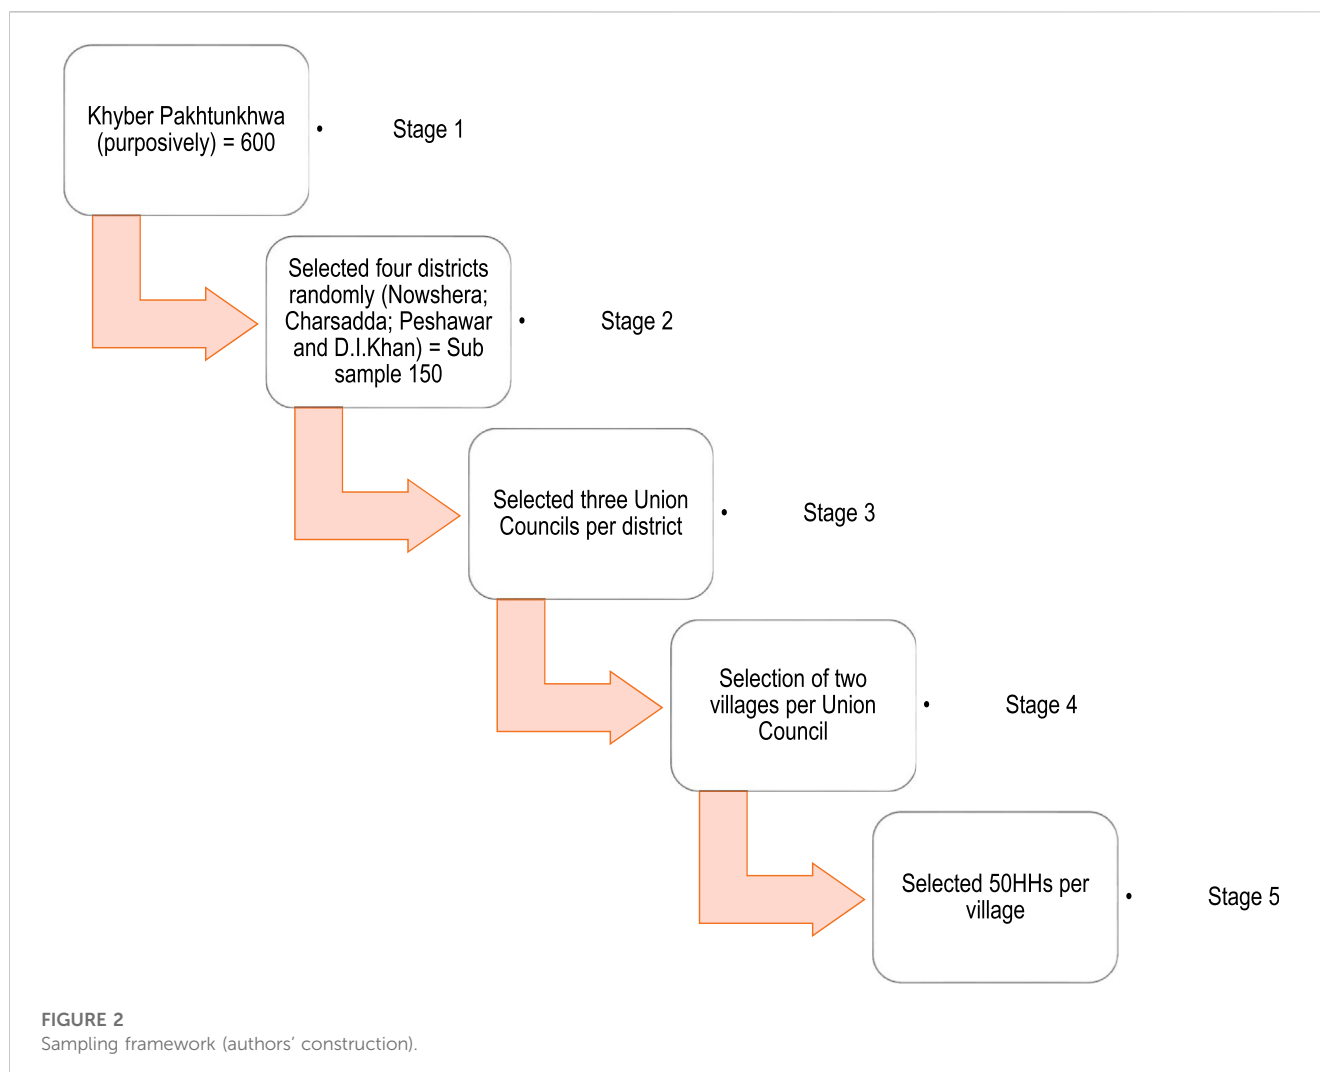 Khyber Pakhtunkhwa
(purposively) = 600
• Stage 1
Selected four districts
randomly (Nowshera;
Charsadda; Peshawar
and D.I.Khan) = Sub
sample 150
• Stage 2
Selected three Union
Councils per district
• Stage 3
Selection of two
villages per Union
Council
• Stage 4
Selected 50HHs per
village
• Stage 5
FIGURE 2
Sampling framework (authors’ construction).